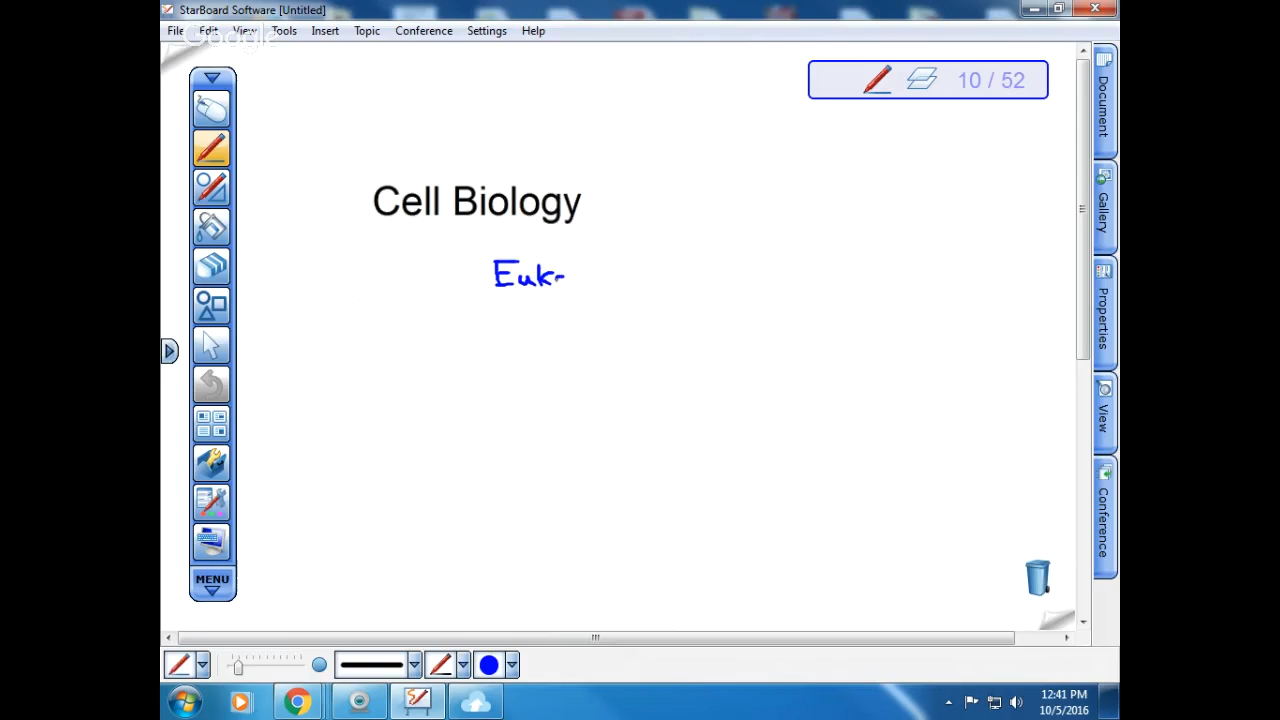 StarBoard Software [Untitled]
File Edit View Tools Insert Topic Conference Settings Help
Google
10 / 52
Cell Biology
Euk-
Document
Gallery
Properties
View
Conference
MENU
12:41 PM
10/5/2016